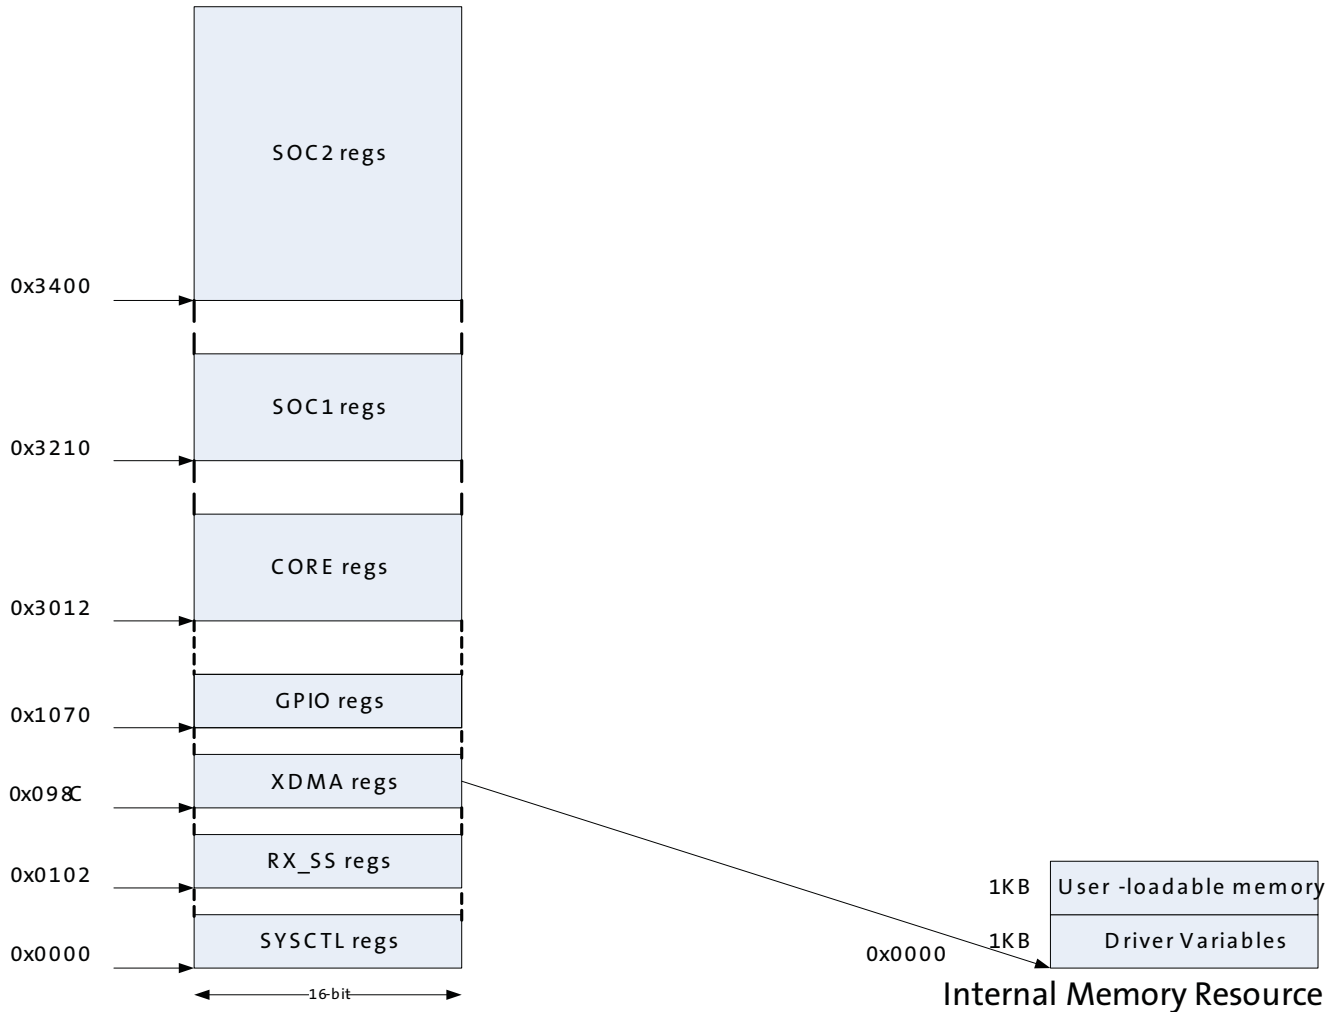 SOC2 regs
0x3400
SOC1 regs
0x3210
CORE regs
0x3012
GPIO regs
0x1070
XDMA regs
0x098C
RX_SS regs
0x0102
1KB User -loadable memory
SYSCTL regs
1KB Driver Variables
0x0000
0x0000
16-bit
Internal Memory Resource